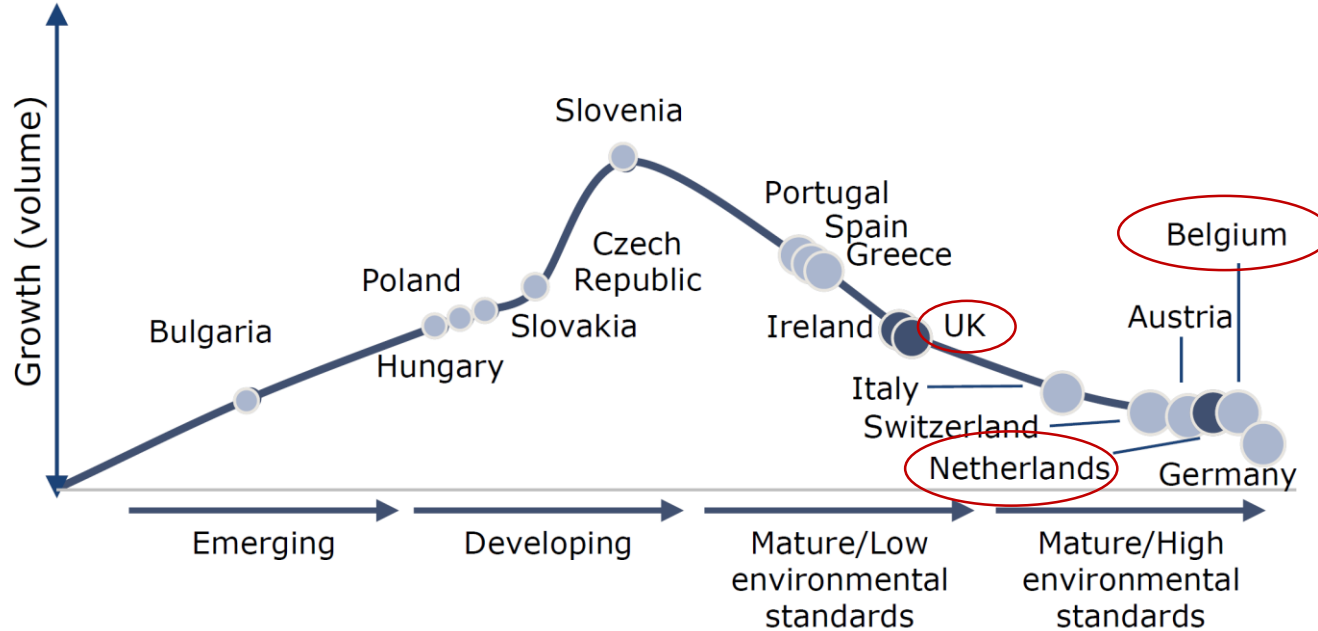 Growth (volume)
Slovenia
Portugal
Spain
Greece
Belgium
Czech
Republic
Poland
Bulgaria
Slovakia
Hungary
Ireland
UK
Austria
Italy
Switzerland
Netherlands
Germany
Emerging
Developing
Mature/Low
environmental
standards
Mature/High
environmental
standards